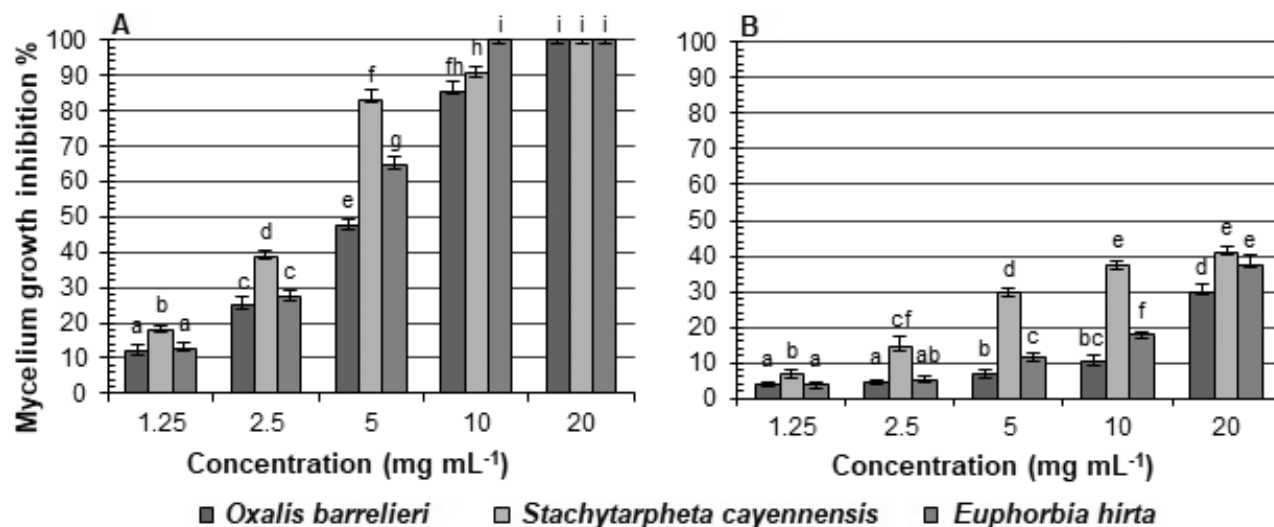 A
B
Mycelium growth inhibition %
100
90
80
70
60
50
40
30
20
10
0
a b a
c d c
e f g
fh h i
i i i
1.25 2.5 5 10 20
Concentration (mg mL⁻¹)
100
90
80
70
60
50
40
30
20
10
0
a b a
a cf ab
b d c
bc e f
d e e
1.25 2.5 5 10 20
Concentration (mg mL⁻¹)
Oxalis barrelieri Stachytarpheta cayennensis Euphorbia hirta